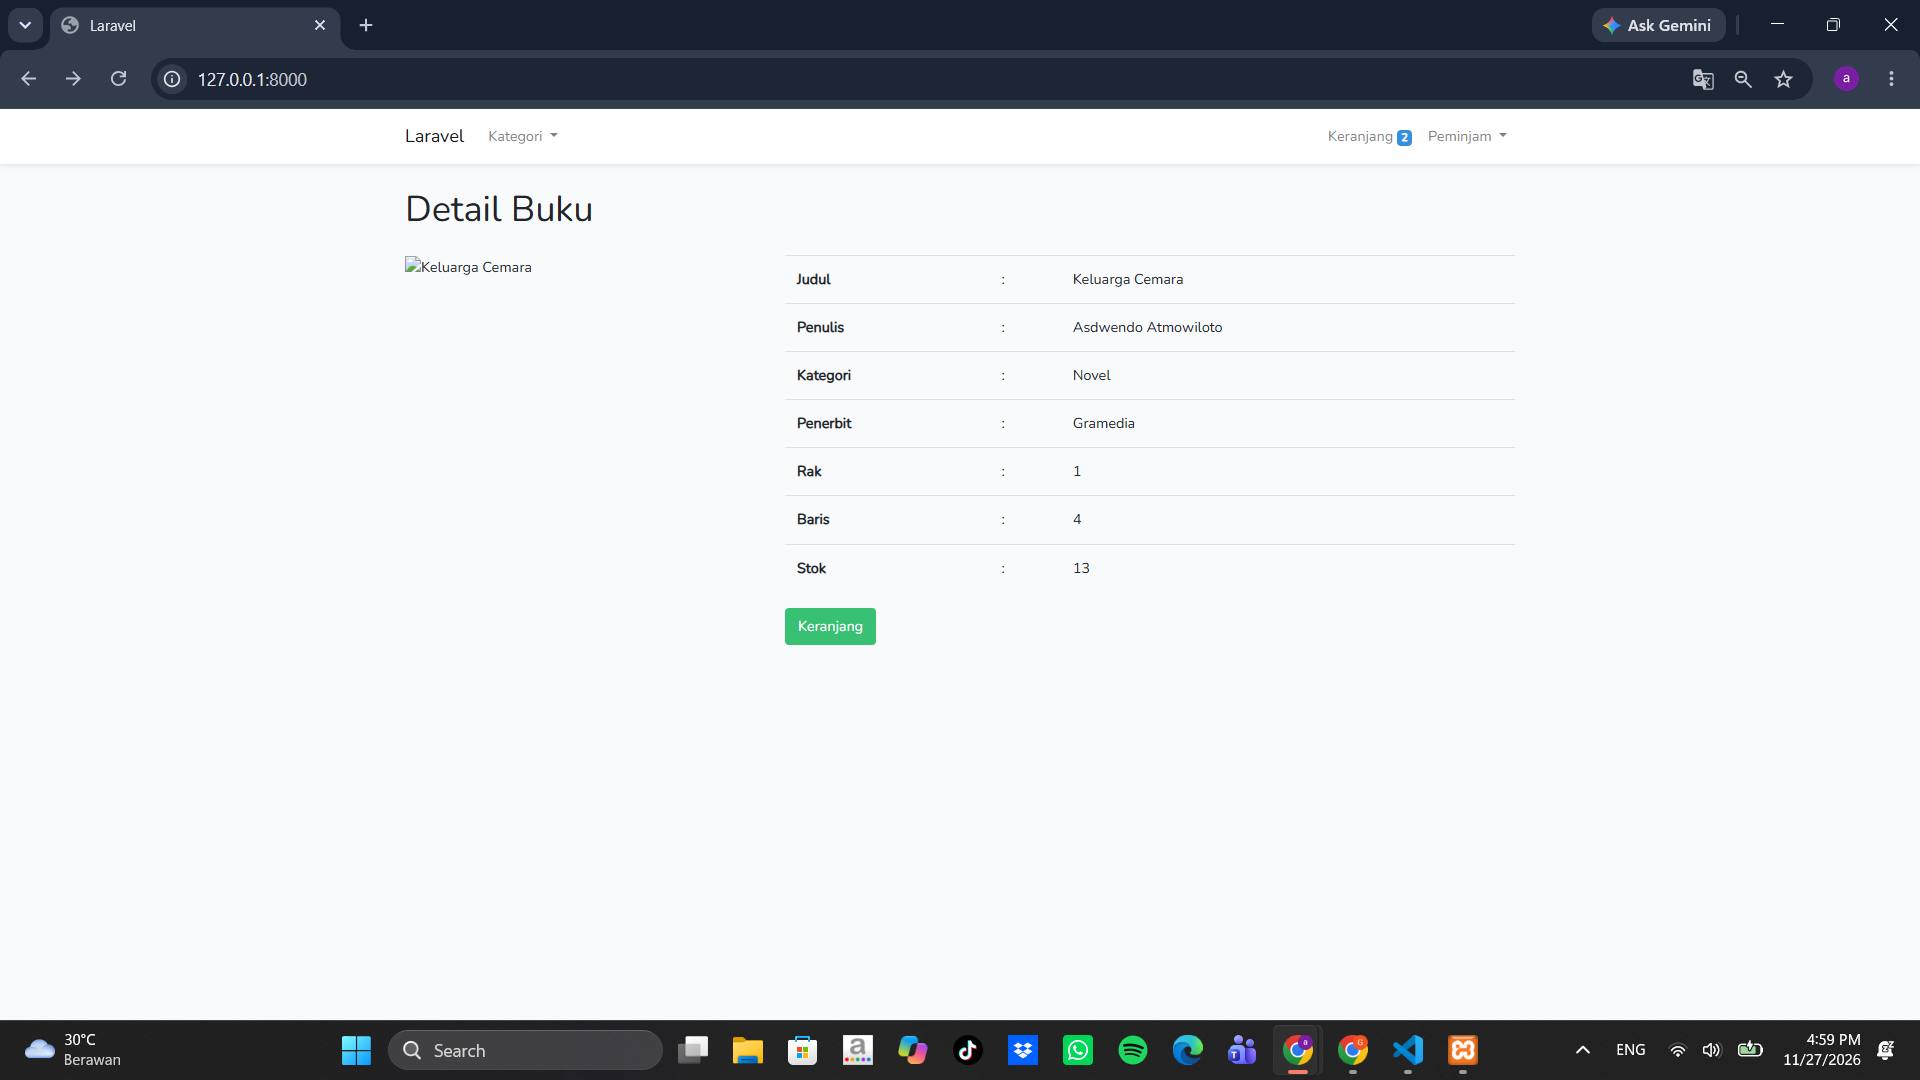 Laravel
Ask Gemini
127.0.0.1:8000
a
Laravel Kategori Keranjang 2 Peminjam
Detail Buku
Keluarga Cemara
Judul : Keluarga Cemara
Penulis : Asdwendo Atmowiloto
Kategori : Novel
Penerbit : Gramedia
Rak : 1
Baris : 4
Stok : 13
Keranjang
30°C
Berawan
Search
ENG
4:59 PM
11/27/2026